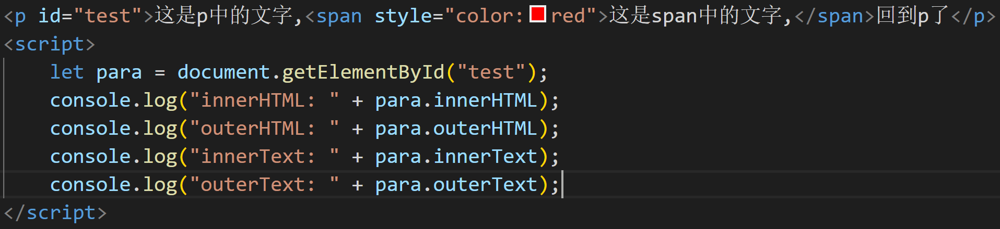 <p id="test">这是p中的文字,<span style="color:red">这是span中的文字,</span>回到p了</p>
<script>
    let para = document.getElementById("test");
    console.log("innerHTML: " + para.innerHTML);
    console.log("outerHTML: " + para.outerHTML);
    console.log("innerText: " + para.innerText);
    console.log("outerText: " + para.outerText);
</script>